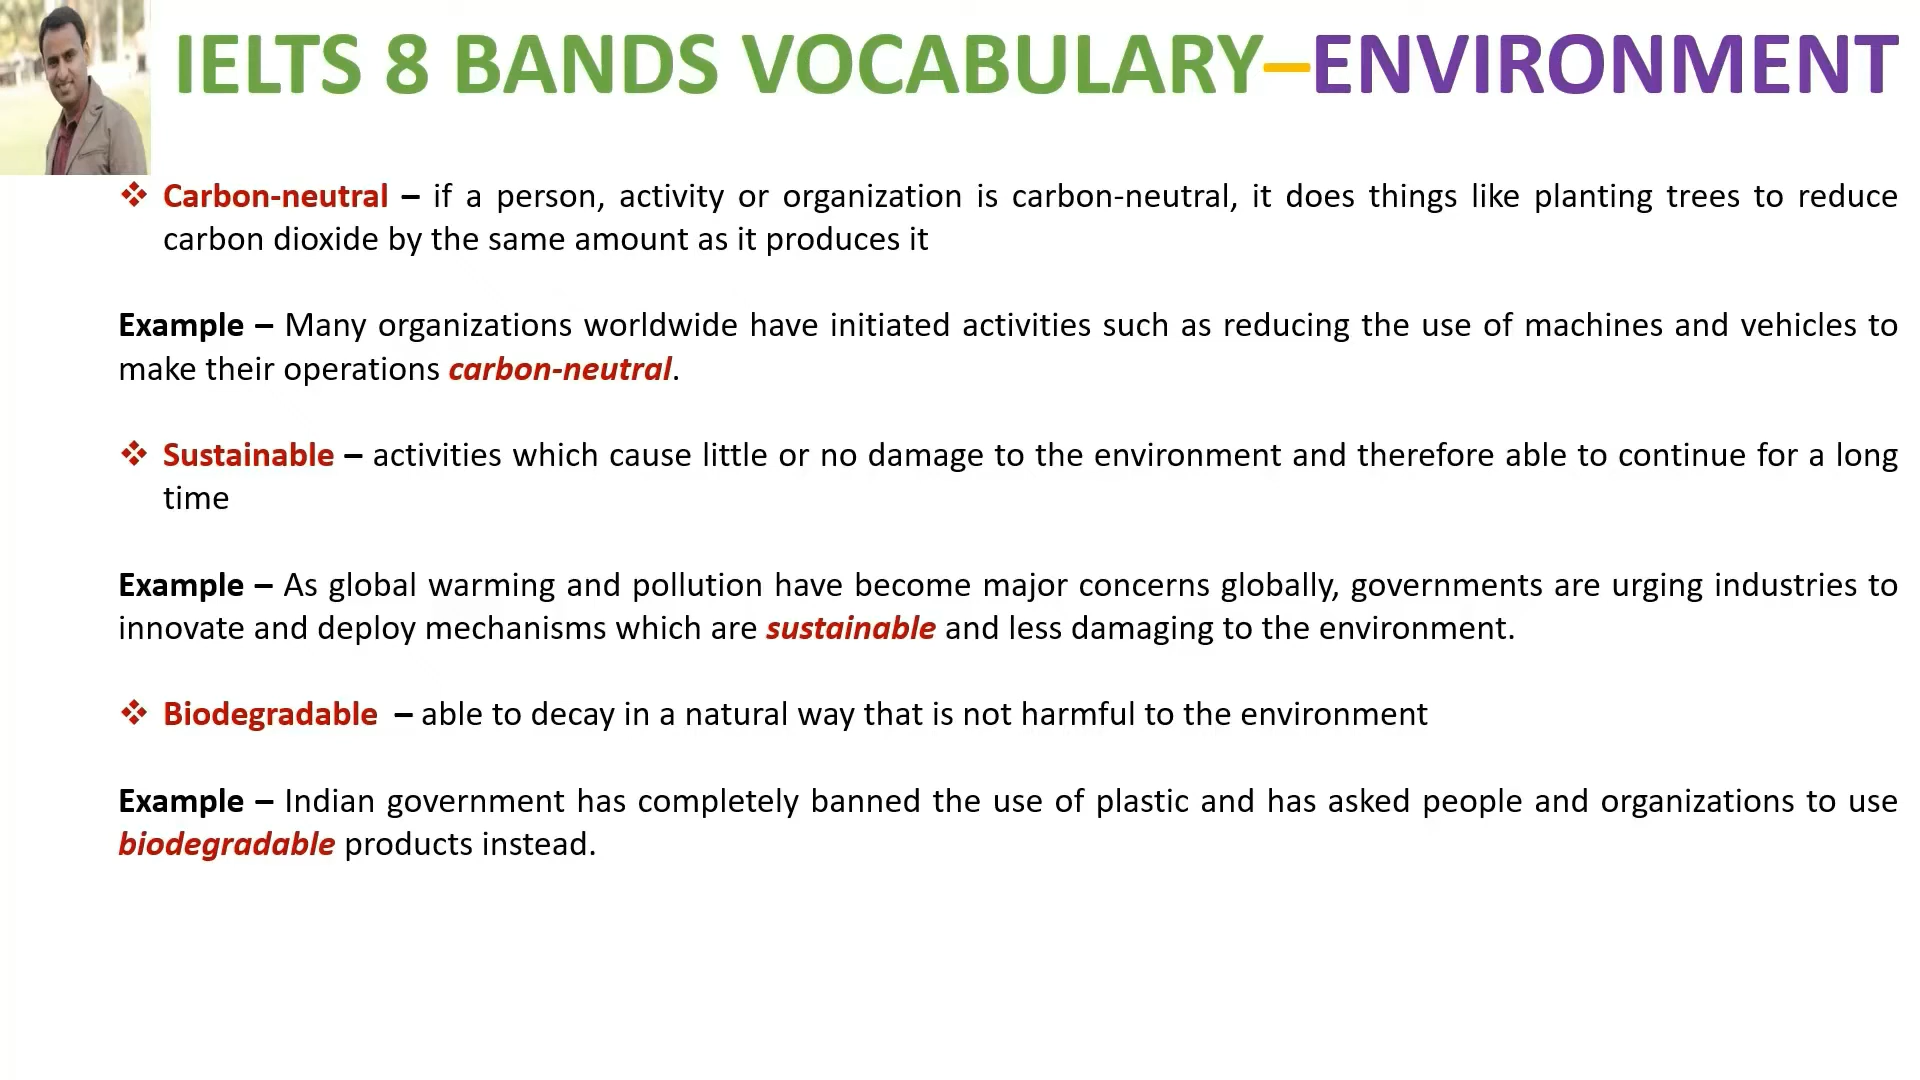 IELTS 8 BANDS VOCABULARY–ENVIRONMENT
❖ Carbon-neutral – if a person, activity or organization is carbon-neutral, it does things like planting trees to reduce
carbon dioxide by the same amount as it produces it
Example – Many organizations worldwide have initiated activities such as reducing the use of machines and vehicles to
make their operations carbon-neutral.
❖ Sustainable – activities which cause little or no damage to the environment and therefore able to continue for a long
time
Example – As global warming and pollution have become major concerns globally, governments are urging industries to
innovate and deploy mechanisms which are sustainable and less damaging to the environment.
❖ Biodegradable – able to decay in a natural way that is not harmful to the environment
Example – Indian government has completely banned the use of plastic and has asked people and organizations to use
biodegradable products instead.